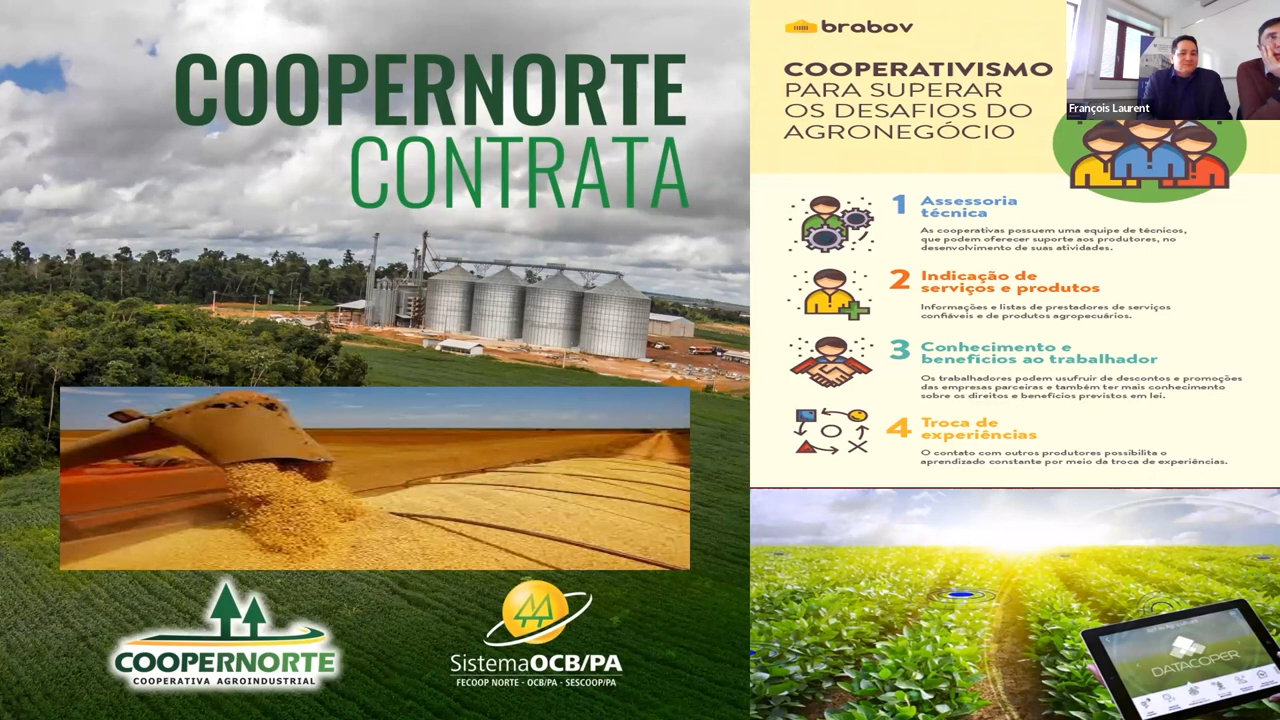 COOPERNORTE
CONTRATA
COOPERNORTE
COOPERATIVA AGROINDUSTRIAL
SistemaOCB/PA
FECOOP NORTE - OCB/PA - SESCOOP/PA
brabov
COOPERATIVISMO
PARA SUPERAR
OS DESAFIOS DO
AGRONEGÓCIO
François Laurent
1 Assessoria
técnica
As cooperativas possuem uma equipe de técnicos,
que podem oferecer suporte aos produtores, no
desenvolvimento de suas atividades.
2 Indicação de
serviços e produtos
Informações e listas de prestadores de serviços
confiáveis e de produtos agropecuários.
3 Conhecimento e
benefícios ao trabalhador
Os trabalhadores podem usufruir de descontos e promoções
das empresas parceiras e também ter mais conhecimento
sobre os direitos e benefícios previstos em lei.
4 Troca de
experiências
O contato com outros produtores possibilita o
aprendizado constante por meio da troca de experiências.
DATACOPER